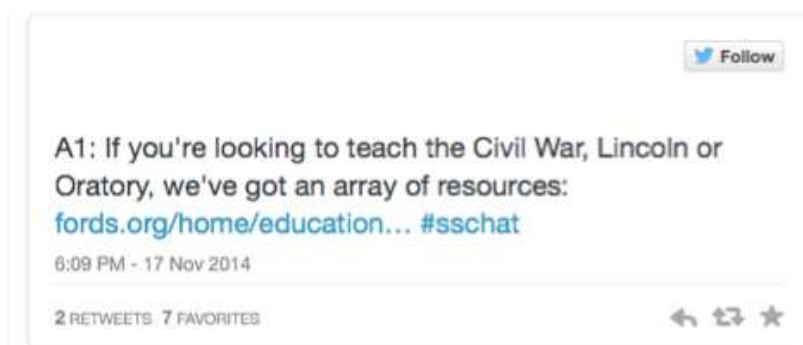 Follow
A1: If you're looking to teach the Civil War, Lincoln or
Oratory, we've got an array of resources:
fords.org/home/education... #sschat
6:09 PM - 17 Nov 2014
2 RETWEETS 7 FAVORITES